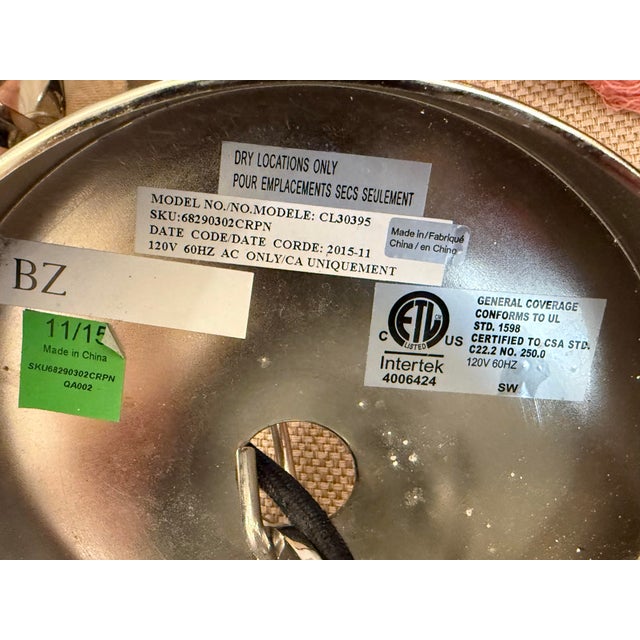 DRY LOCATIONS ONLY
POUR EMPLACEMENTS SECS SEULEMENT
MODEL NO./NO.MODELE: CL30395
SKU:68290302CRPN
DATE CODE/DATE CORDE: 2015-11
120V 60HZ AC ONLY/CA UNIQUEMENT
Made in/Fabriqué
China/en Chino
BZ
11/15
Made in China
SKU68290302CRPN
QA002
ETL
CM
LISTED
C US
Intertek
4006424
GENERAL COVERAGE
CONFORMS TO UL
STD. 1598
CERTIFIED TO CSA STD.
C22.2 NO. 250.0
120V 60HZ
SW